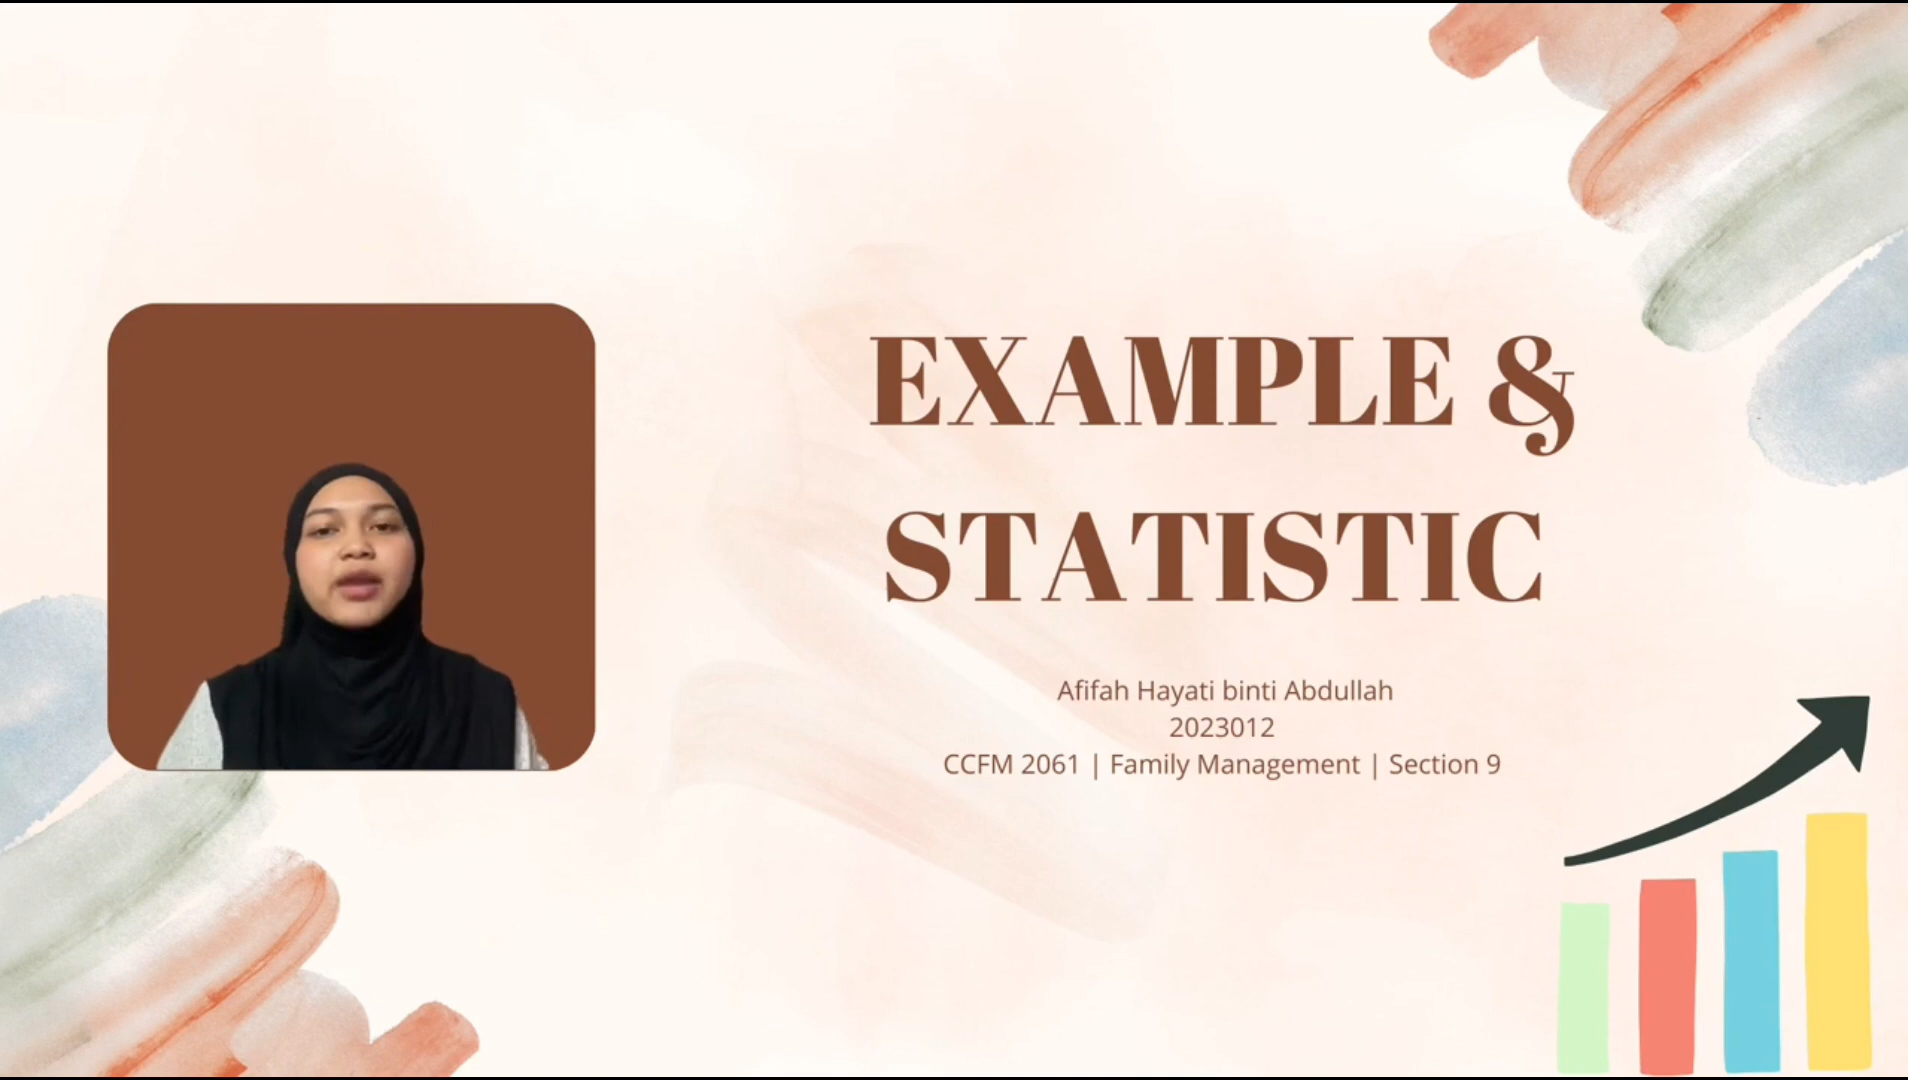 EXAMPLE &
STATISTIC
Afifah Hayati binti Abdullah
2023012
CCFM 2061 | Family Management | Section 9